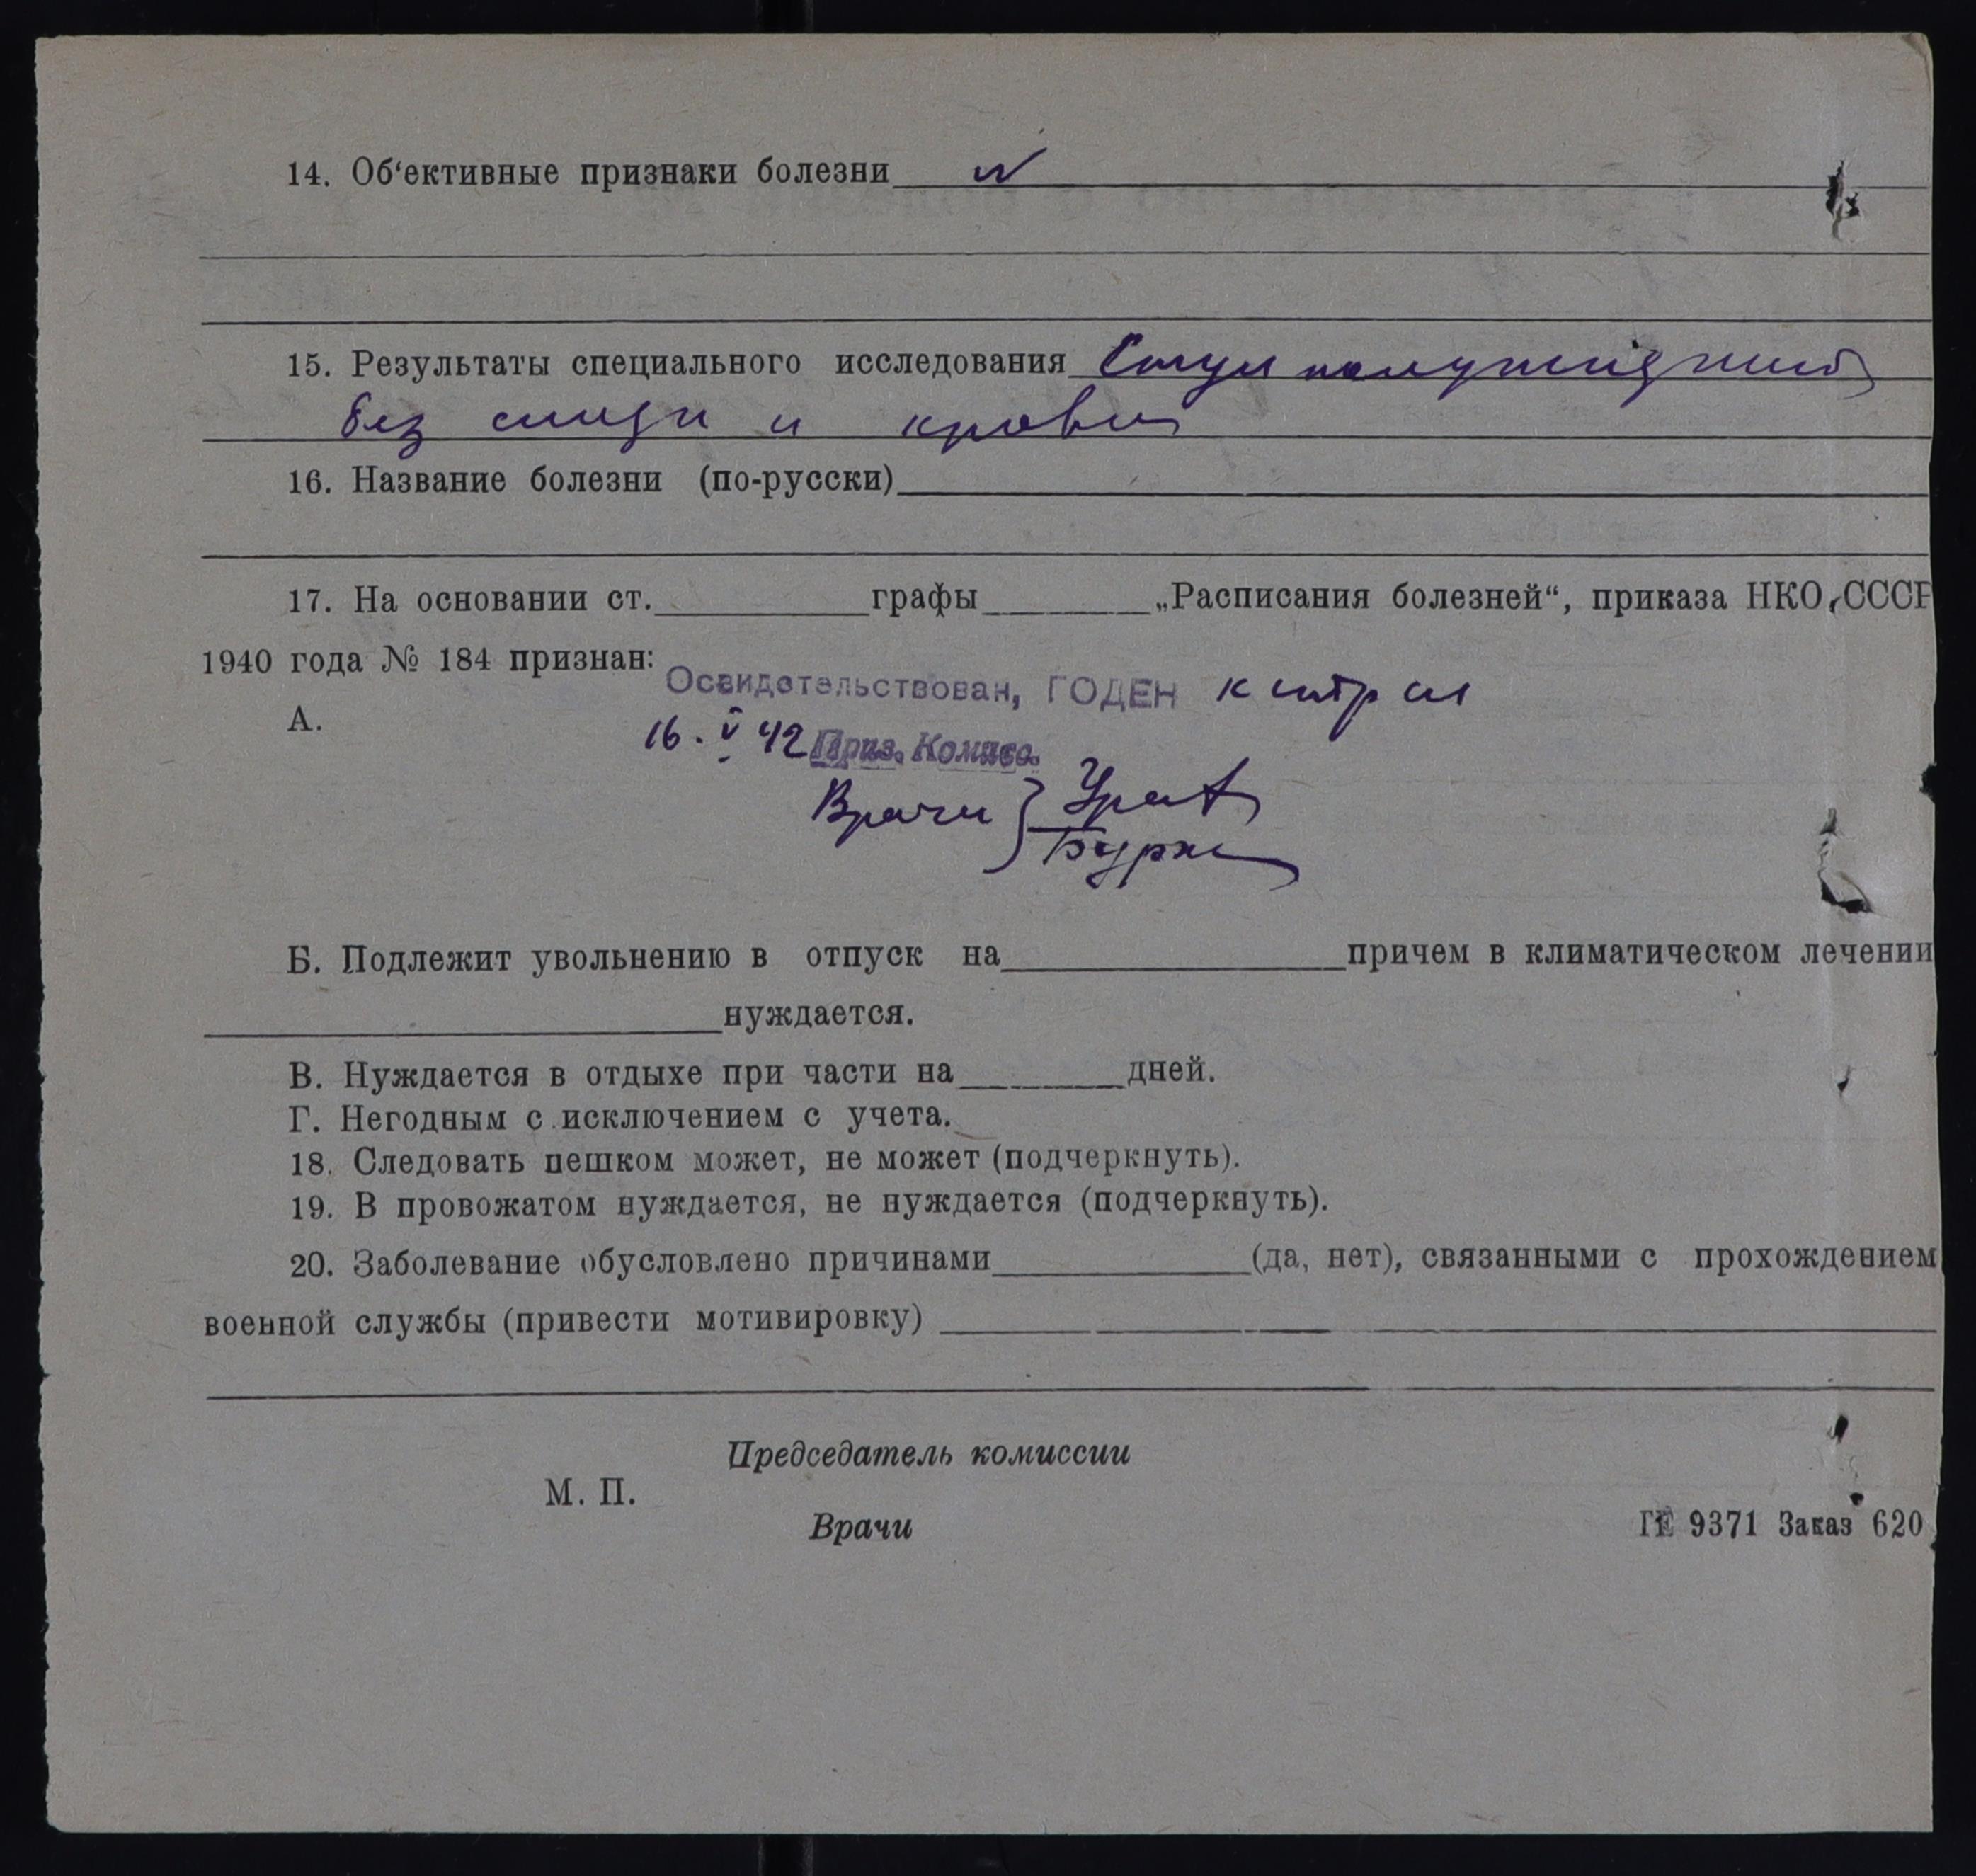 14. Об‘ективные признаки болезни N
15. Результаты специального исследования Стул полужидкий
без слизи и крови
16. Название болезни (по-русски)
17. На основании ст. графы „Расписания болезней“, приказа НКО СССР
1940 года № 184 признан:
Освидетельствован, ГОДЕН к
А.
16. V 42 Приз. Комисс.
Врачи
Б. Подлежит увольнению в отпуск на причем в климатическом лечении
нуждается.
В. Нуждается в отдыхе при части на дней.
Г. Негодным с исключением с учета.
18. Следовать пешком может, не может (подчеркнуть).
19. В провожатом нуждается, не нуждается (подчеркнуть).
20. Заболевание обусловлено причинами (да, нет), связанными с прохождением
военной службы (привести мотивировку)
Председатель комиссии
М. П.
Врачи
ГЕ 9371 Заказ 620